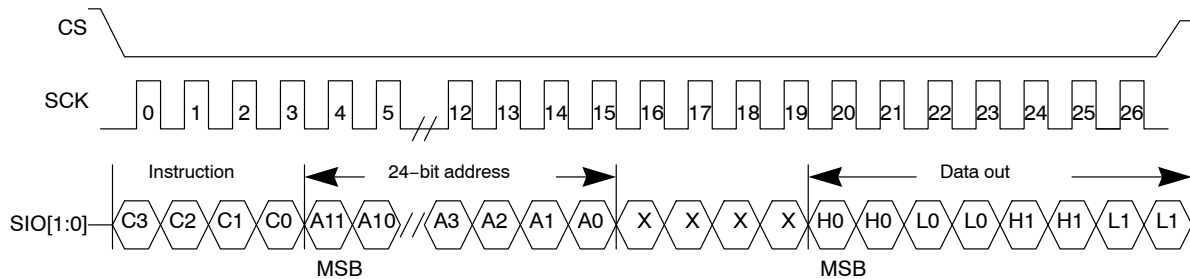 CS
SCK
0 1 2 3 4 5 12 13 14 15 16 17 18 19 20 21 22 23 24 25 26
Instruction 24–bit address Data out
SIO[1:0] C3 C2 C1 C0 A11 A10 A3 A2 A1 A0 X X X X H0 H0 L0 L0 H1 H1 L1 L1
MSB MSB